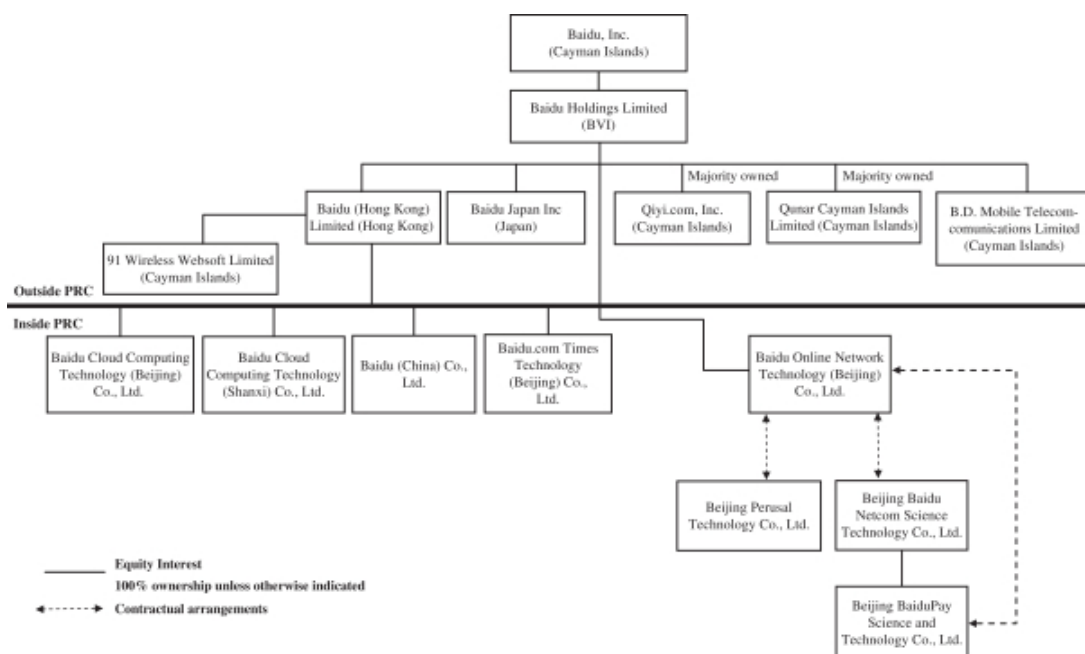 Baidu, Inc.
(Cayman Islands)
Baidu Holdings Limited
(BVI)
Majority owned
Majority owned
Baidu (Hong Kong)
Limited (Hong Kong)
Baidu Japan Inc
(Japan)
Qiyi.com, Inc.
(Cayman Islands)
Qunar Cayman Islands
Limited (Cayman Islands)
B.D. Mobile Telecom-
comunications Limited
(Cayman Islands)
91 Wireless Websoft Limited
(Cayman Islands)
Outside PRC
Inside PRC
Baidu Cloud Computing
Technology (Beijing)
Co., Ltd.
Baidu Cloud
Computing Technology
(Shanxi) Co., Ltd.
Baidu (China) Co.,
Ltd.
Baidu.com Times
Technology
(Beijing) Co.,
Ltd.
Baidu Online Network
Technology (Beijing)
Co., Ltd.
Beijing Perusal
Technology Co., Ltd.
Beijing Baidu
Netcom Science
Technology Co., Ltd.
Beijing BaiduPay
Science and
Technology Co., Ltd.
Equity Interest
100% ownership unless otherwise indicated
Contractual arrangements